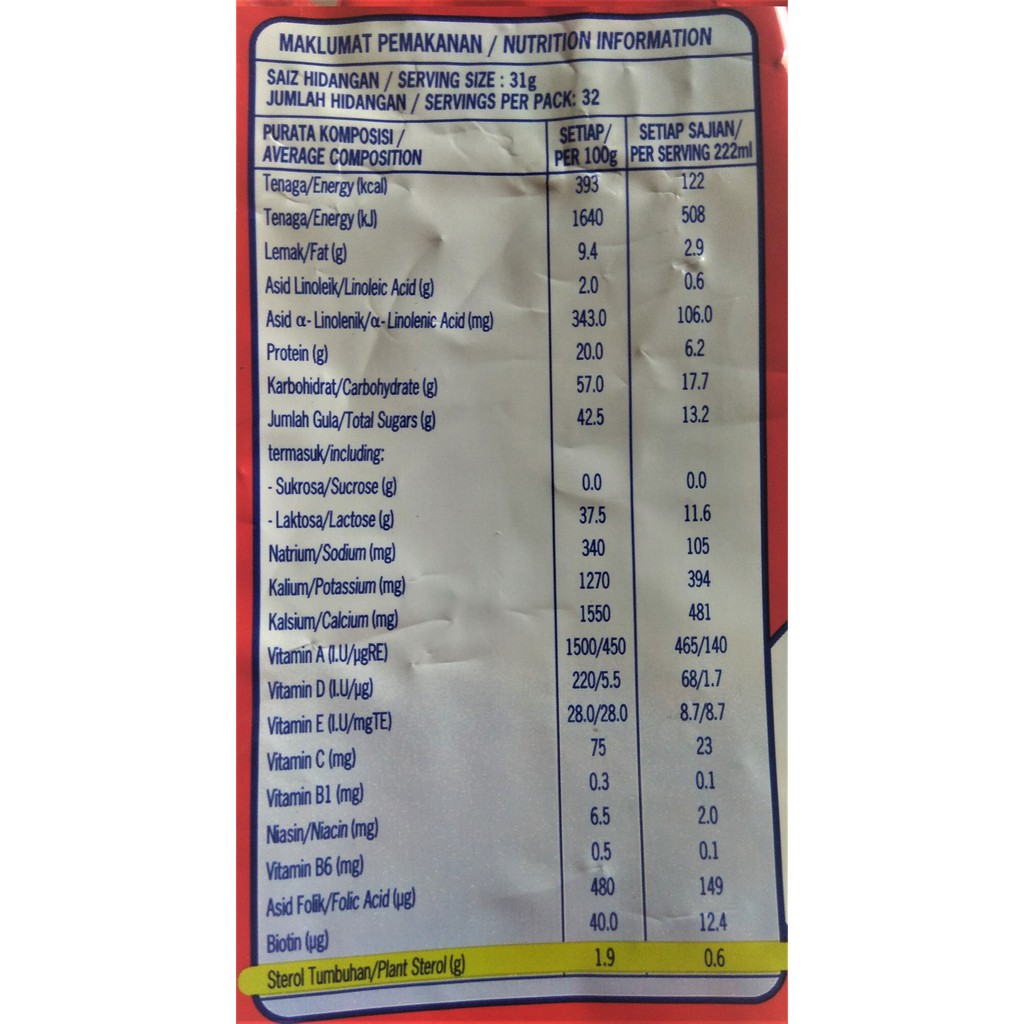 MAKLUMAT PEMAKANAN / NUTRITION INFORMATION
SAIZ HIDANGAN / SERVING SIZE : 31g
JUMLAH HIDANGAN / SERVINGS PER PACK: 32
PURATA KOMPOSISI / AVERAGE COMPOSITION SETIAP/ PER 100g SETIAP SAJIAN/ PER SERVING 222ml
Tenaga/Energy (kcal) 393 122
Tenaga/Energy (kJ) 1640 508
Lemak/Fat (g) 9.4 2.9
Asid Linoleik/Linoleic Acid (g) 2.0 0.6
Asid α- Linolenik/α- Linolenic Acid (mg) 343.0 106.0
Protein (g) 20.0 6.2
Karbohidrat/Carbohydrate (g) 57.0 17.7
Jumlah Gula/Total Sugars (g) 42.5 13.2
termasuk/including:
- Sukrosa/Sucrose (g) 0.0 0.0
- Laktosa/Lactose (g) 37.5 11.6
Natrium/Sodium (mg) 340 105
Kalium/Potassium (mg) 1270 394
Kalsium/Calcium (mg) 1550 481
Vitamin A (I.U/µgRE) 1500/450 465/140
Vitamin D (I.U/µg) 220/5.5 68/1.7
Vitamin E (I.U/mgTE) 28.0/28.0 8.7/8.7
Vitamin C (mg) 75 23
Vitamin B1 (mg) 0.3 0.1
Niasin/Niacin (mg) 6.5 2.0
Vitamin B6 (mg) 0.5 0.1
Asid Folik/Folic Acid (µg) 480 149
Biotin (µg) 40.0 12.4
Sterol Tumbuhan/Plant Sterol (g) 1.9 0.6